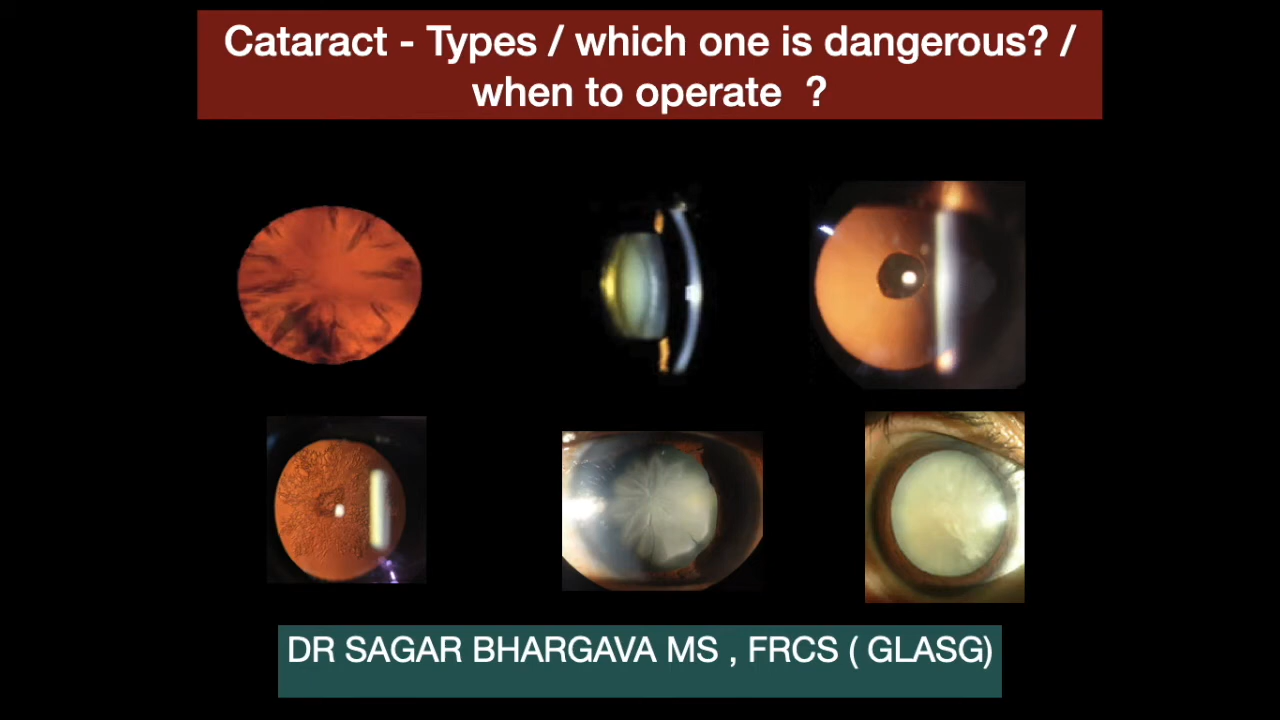 Cataract - Types / which one is dangerous? /
when to operate ?
DR SAGAR BHARGAVA MS , FRCS ( GLASG)